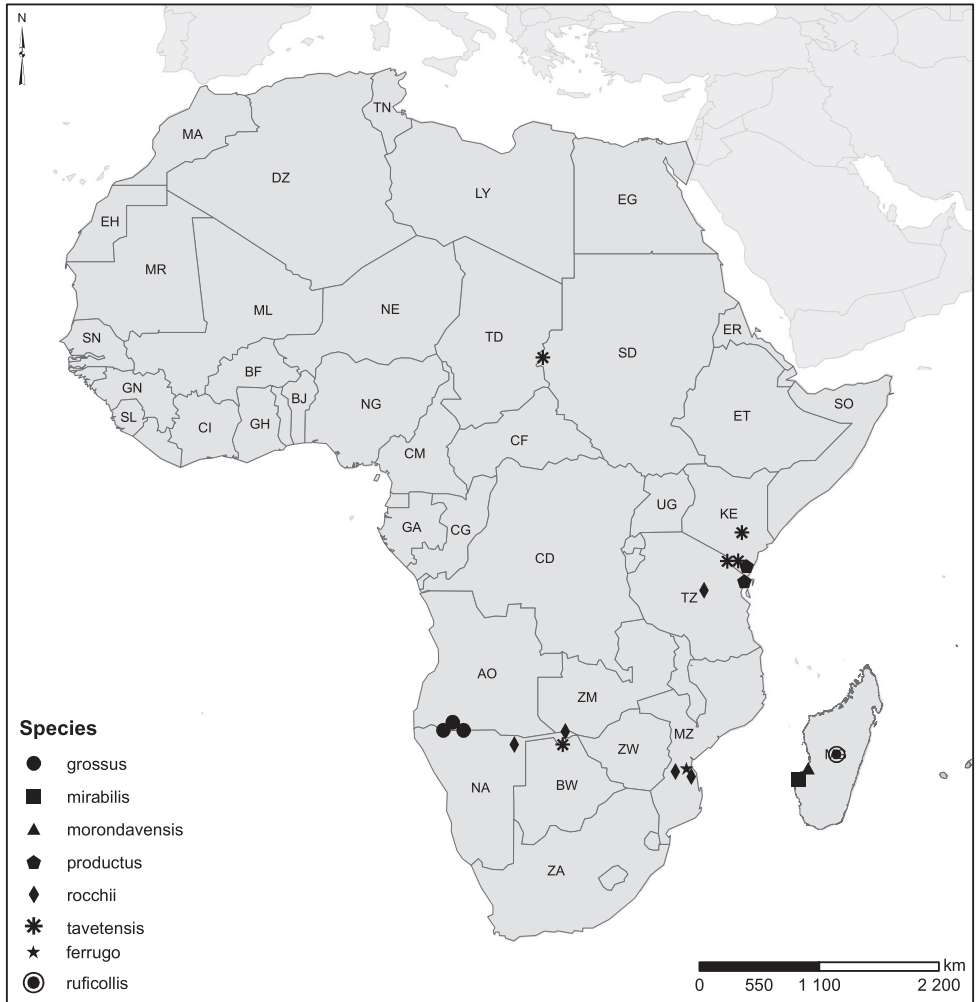 N
TN
MA
DZ
LY
EG
EH
MR
ML
NE
TD
SD
ER
SN
BF
GN
BJ
NG
SL
CI
GH
CM
CF
ET
SO
UG
KE
GA
CG
CD
TZ
AO
ZM
MZ
ZW
NA
BW
ZA
Species
grossus
mirabilis
morondavensis
productus
rocchii
tavetensis
ferrugo
ruficollis
km
0 550 1 100 2 200